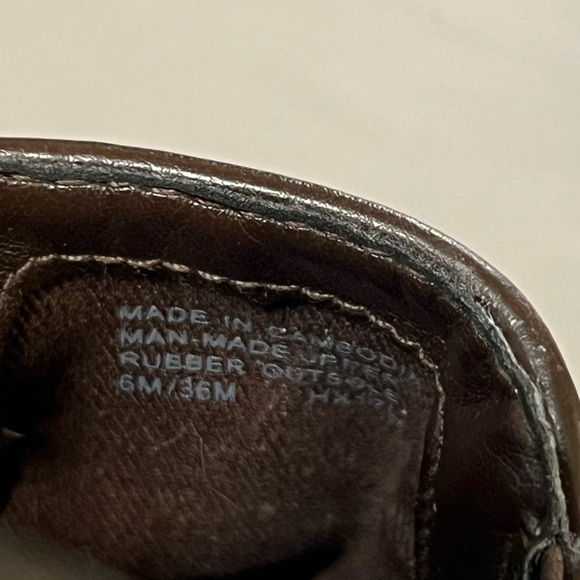 MADE IN CAMBODIA
MAN-MADE UPPER
RUBBER OUTSOLE
6M/36M